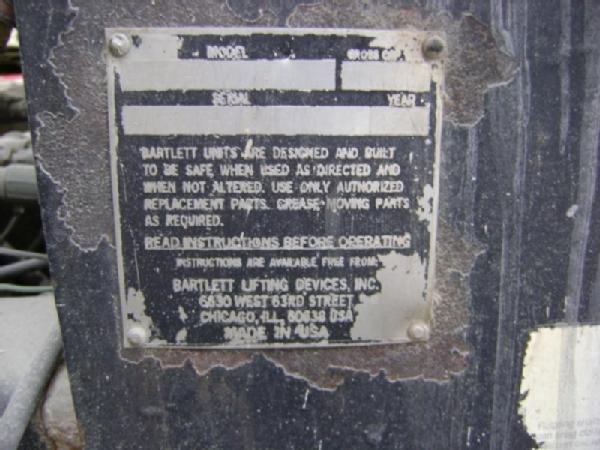 MODEL GROSS CAP
SERIAL YEAR
BARTLETT UNITS ARE DESIGNED AND BUILT
TO BE SAFE WHEN USED AS DIRECTED AND
WHEN NOT ALTERED. USE ONLY AUTHORIZED
REPLACEMENT PARTS. GREASE MOVING PARTS
AS REQUIRED.
READ INSTRUCTIONS BEFORE OPERATING
INSTRUCTIONS ARE AVAILABLE FREE FROM:
BARTLETT LIFTING DEVICES, INC.
6630 WEST 63RD STREET
CHICAGO, ILL. 60638 USA
MADE IN USA